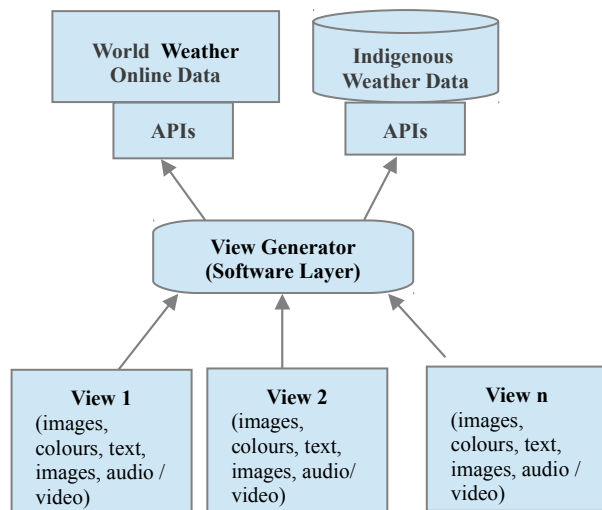 World Weather
Online Data
APIs
Indigenous
Weather Data
APIs
View Generator
(Software Layer)
View 1
(images,
colours, text,
images, audio /
video)
View 2
(images,
colours, text,
images, audio/
video)
View n
(images,
colours, text,
images, audio /
video)